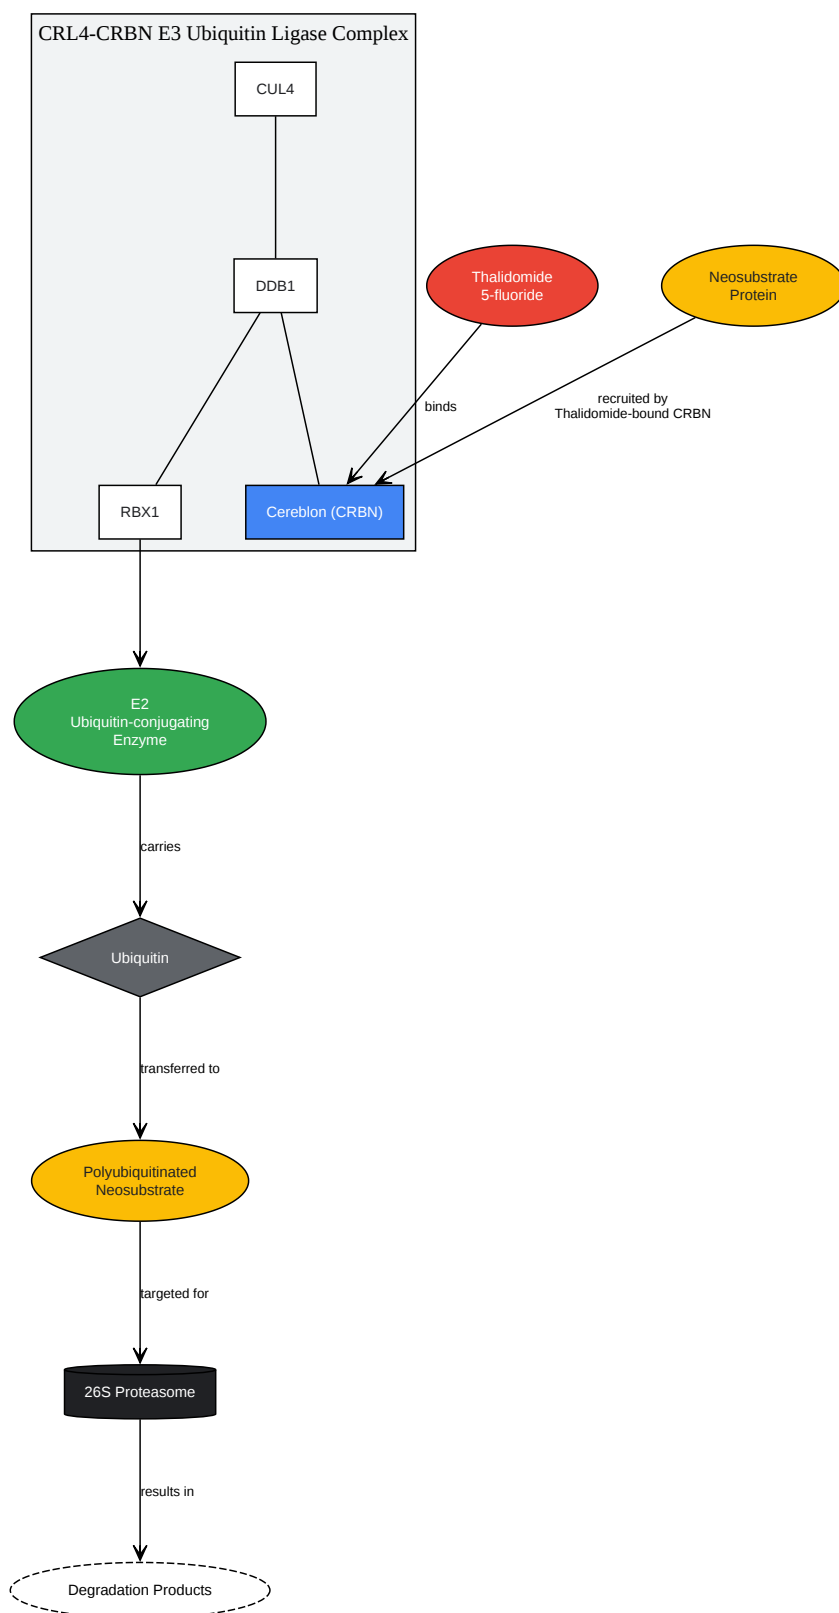 CRL4-CRBN E3 Ubiquitin Ligase Complex
CUL4
DDB1
Thalidomide
5-fluoride
Neosubstrate
Protein
binds
recruited by
Thalidomide-bound CRBN
RBX1
Cereblon (CRBN)
E2
Ubiquitin-conjugating
Enzyme
carries
Ubiquitin
transferred to
Polyubiquitinated
Neosubstrate
targeted for
26S Proteasome
results in
Degradation Products